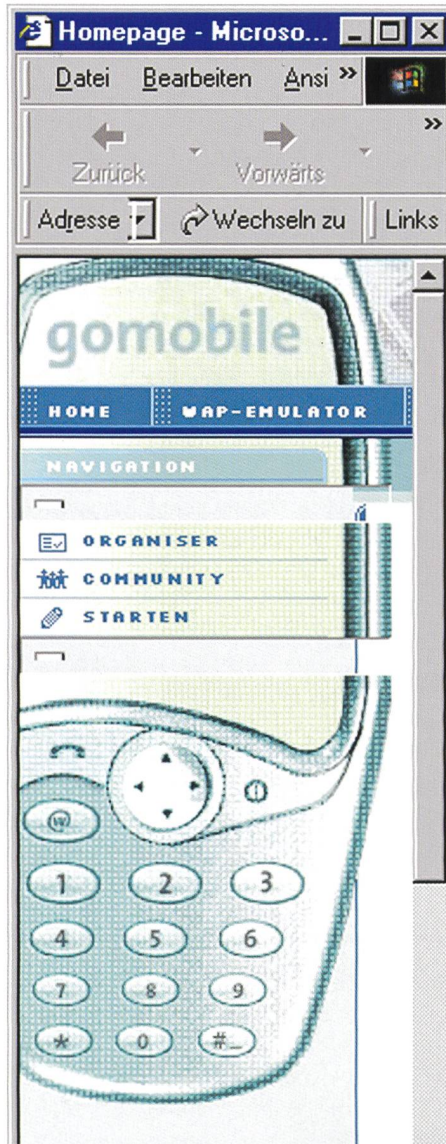 Homepage - Microso...
Datei Bearbeiten Ansi »
»
Zurück Vorwärts
Adresse Wechseln zu Links
gomobile
HOME WAP-EMULATOR
NAVIGATION
ORGANISER
COMMUNITY
STARTEN
@
1 2 3
4 5 6
7 8 9
* 0 #_